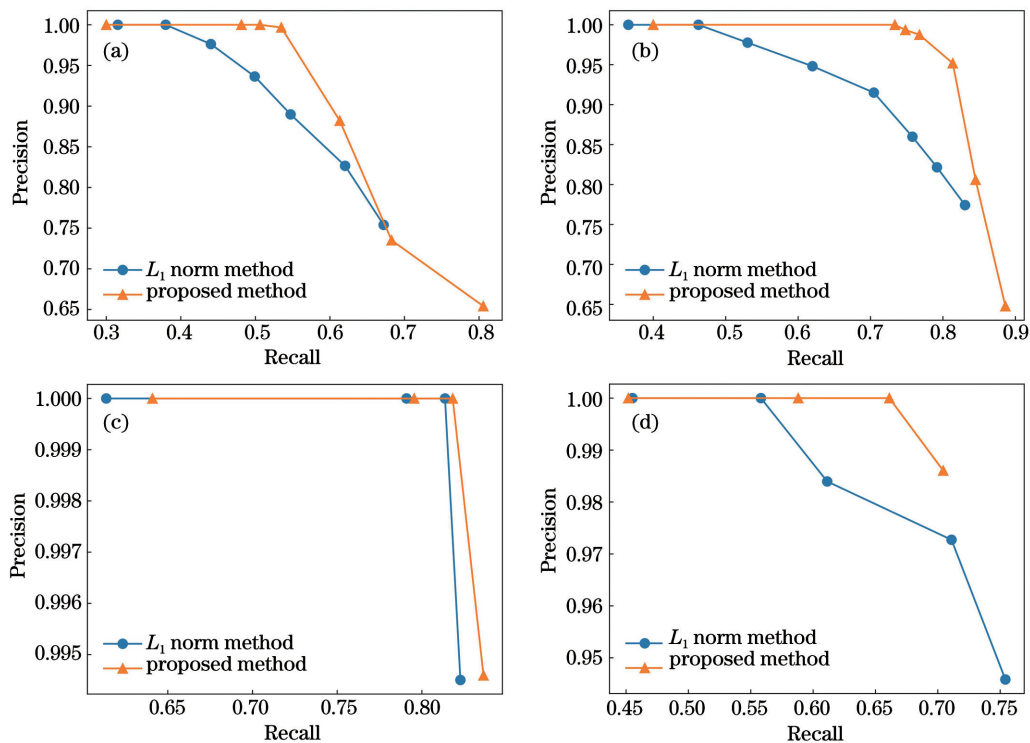 1.00
(a)
0.95
0.90
0.85
0.80
0.75
0.70
0.65
Precision
L1 norm method
proposed method
0.3 0.4 0.5 0.6 0.7 0.8
Recall
1.00
(b)
0.95
0.90
0.85
0.80
0.75
0.70
0.65
Precision
L1 norm method
proposed method
0.4 0.5 0.6 0.7 0.8 0.9
Recall
1.000
(c)
0.999
0.998
0.997
0.996
0.995
Precision
L1 norm method
proposed method
0.65 0.70 0.75 0.80
Recall
1.00
(d)
0.99
0.98
0.97
0.96
0.95
Precision
L1 norm method
proposed method
0.45 0.50 0.55 0.60 0.65 0.70 0.75
Recall